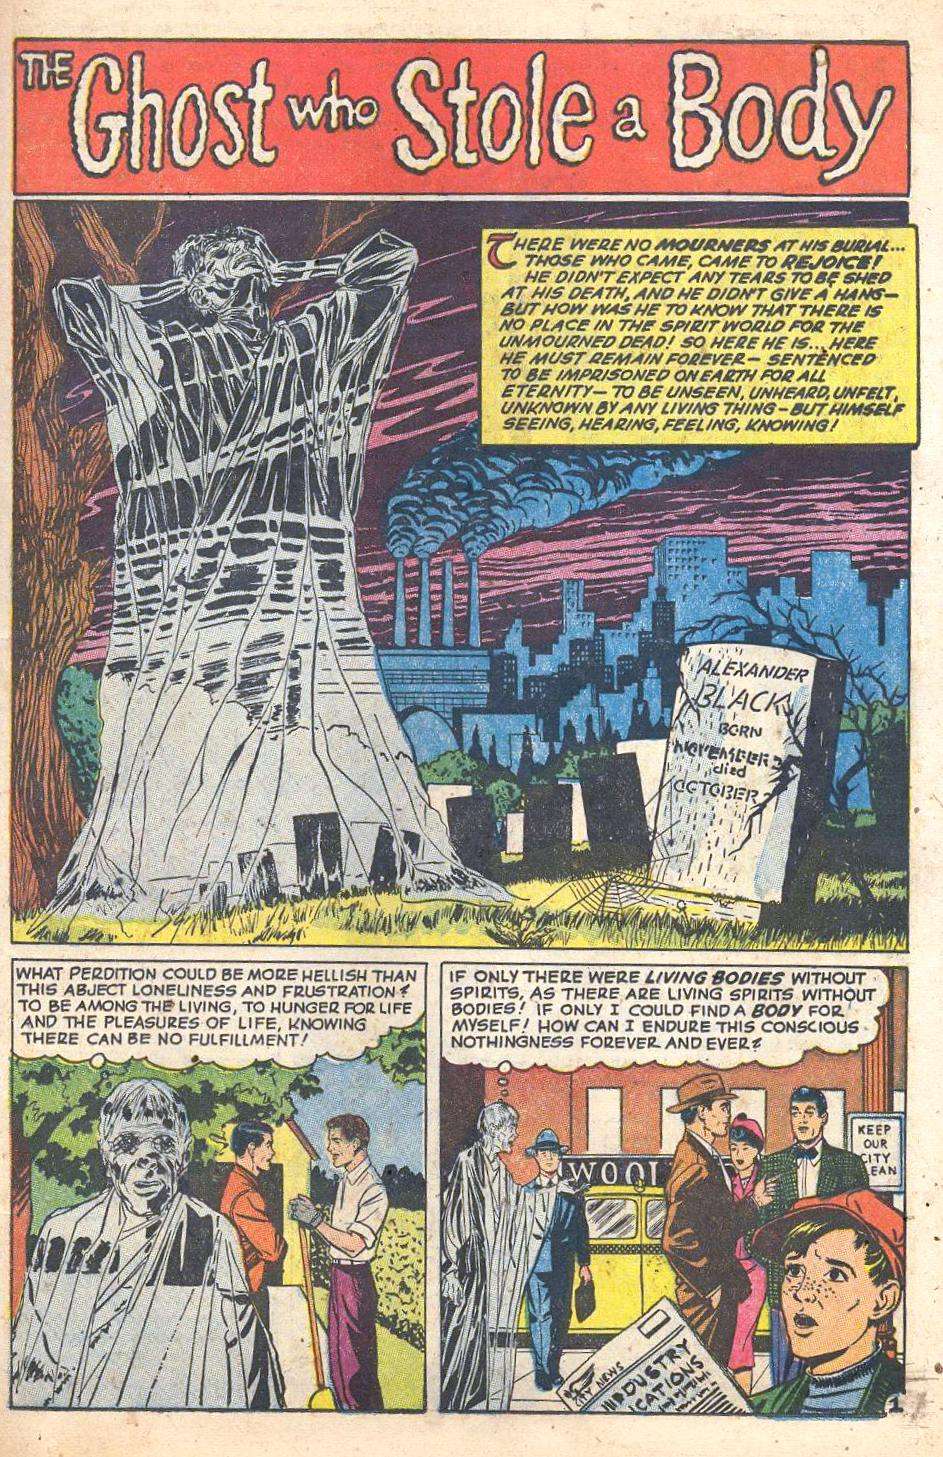 THE
Ghost who Stole a Body
THERE WERE NO MOURNERS AT HIS BURIAL...
THOSE WHO CAME, CAME TO REJOICE!
HE DIDN'T EXPECT ANY TEARS TO BE SHED
AT HIS DEATH, AND HE DIDN'T GIVE A HANG—
BUT HOW WAS HE TO KNOW THAT THERE IS
NO PLACE IN THE SPIRIT WORLD FOR THE
UNMOURNED DEAD! SO HERE HE IS... HERE
HE MUST REMAIN FOREVER— SENTENCED
TO BE IMPRISONED ON EARTH FOR ALL
ETERNITY— TO BE UNSEEN, UNHEARD, UNFELT,
UNKNOWN BY ANY LIVING THING — BUT HIMSELF
SEEING, HEARING, FEELING, KNOWING!
ALEXANDER
BLACK
BORN
NOVEMBER
died
OCTOBER
WHAT PERDITION COULD BE MORE HELLISH THAN
THIS ABJECT LONELINESS AND FRUSTRATION?
TO BE AMONG THE LIVING, TO HUNGER FOR LIFE
AND THE PLEASURES OF LIFE, KNOWING
THERE CAN BE NO FULFILLMENT!
IF ONLY THERE WERE LIVING BODIES WITHOUT
SPIRITS, AS THERE ARE LIVING SPIRITS WITHOUT
BODIES! IF ONLY I COULD FIND A BODY FOR
MYSELF! HOW CAN I ENDURE THIS CONSCIOUS
NOTHINGNESS FOREVER AND EVER?
KEEP
OUR
CITY
EAN
WOOL
NEWS
INDUSTRY
CATIONS
1